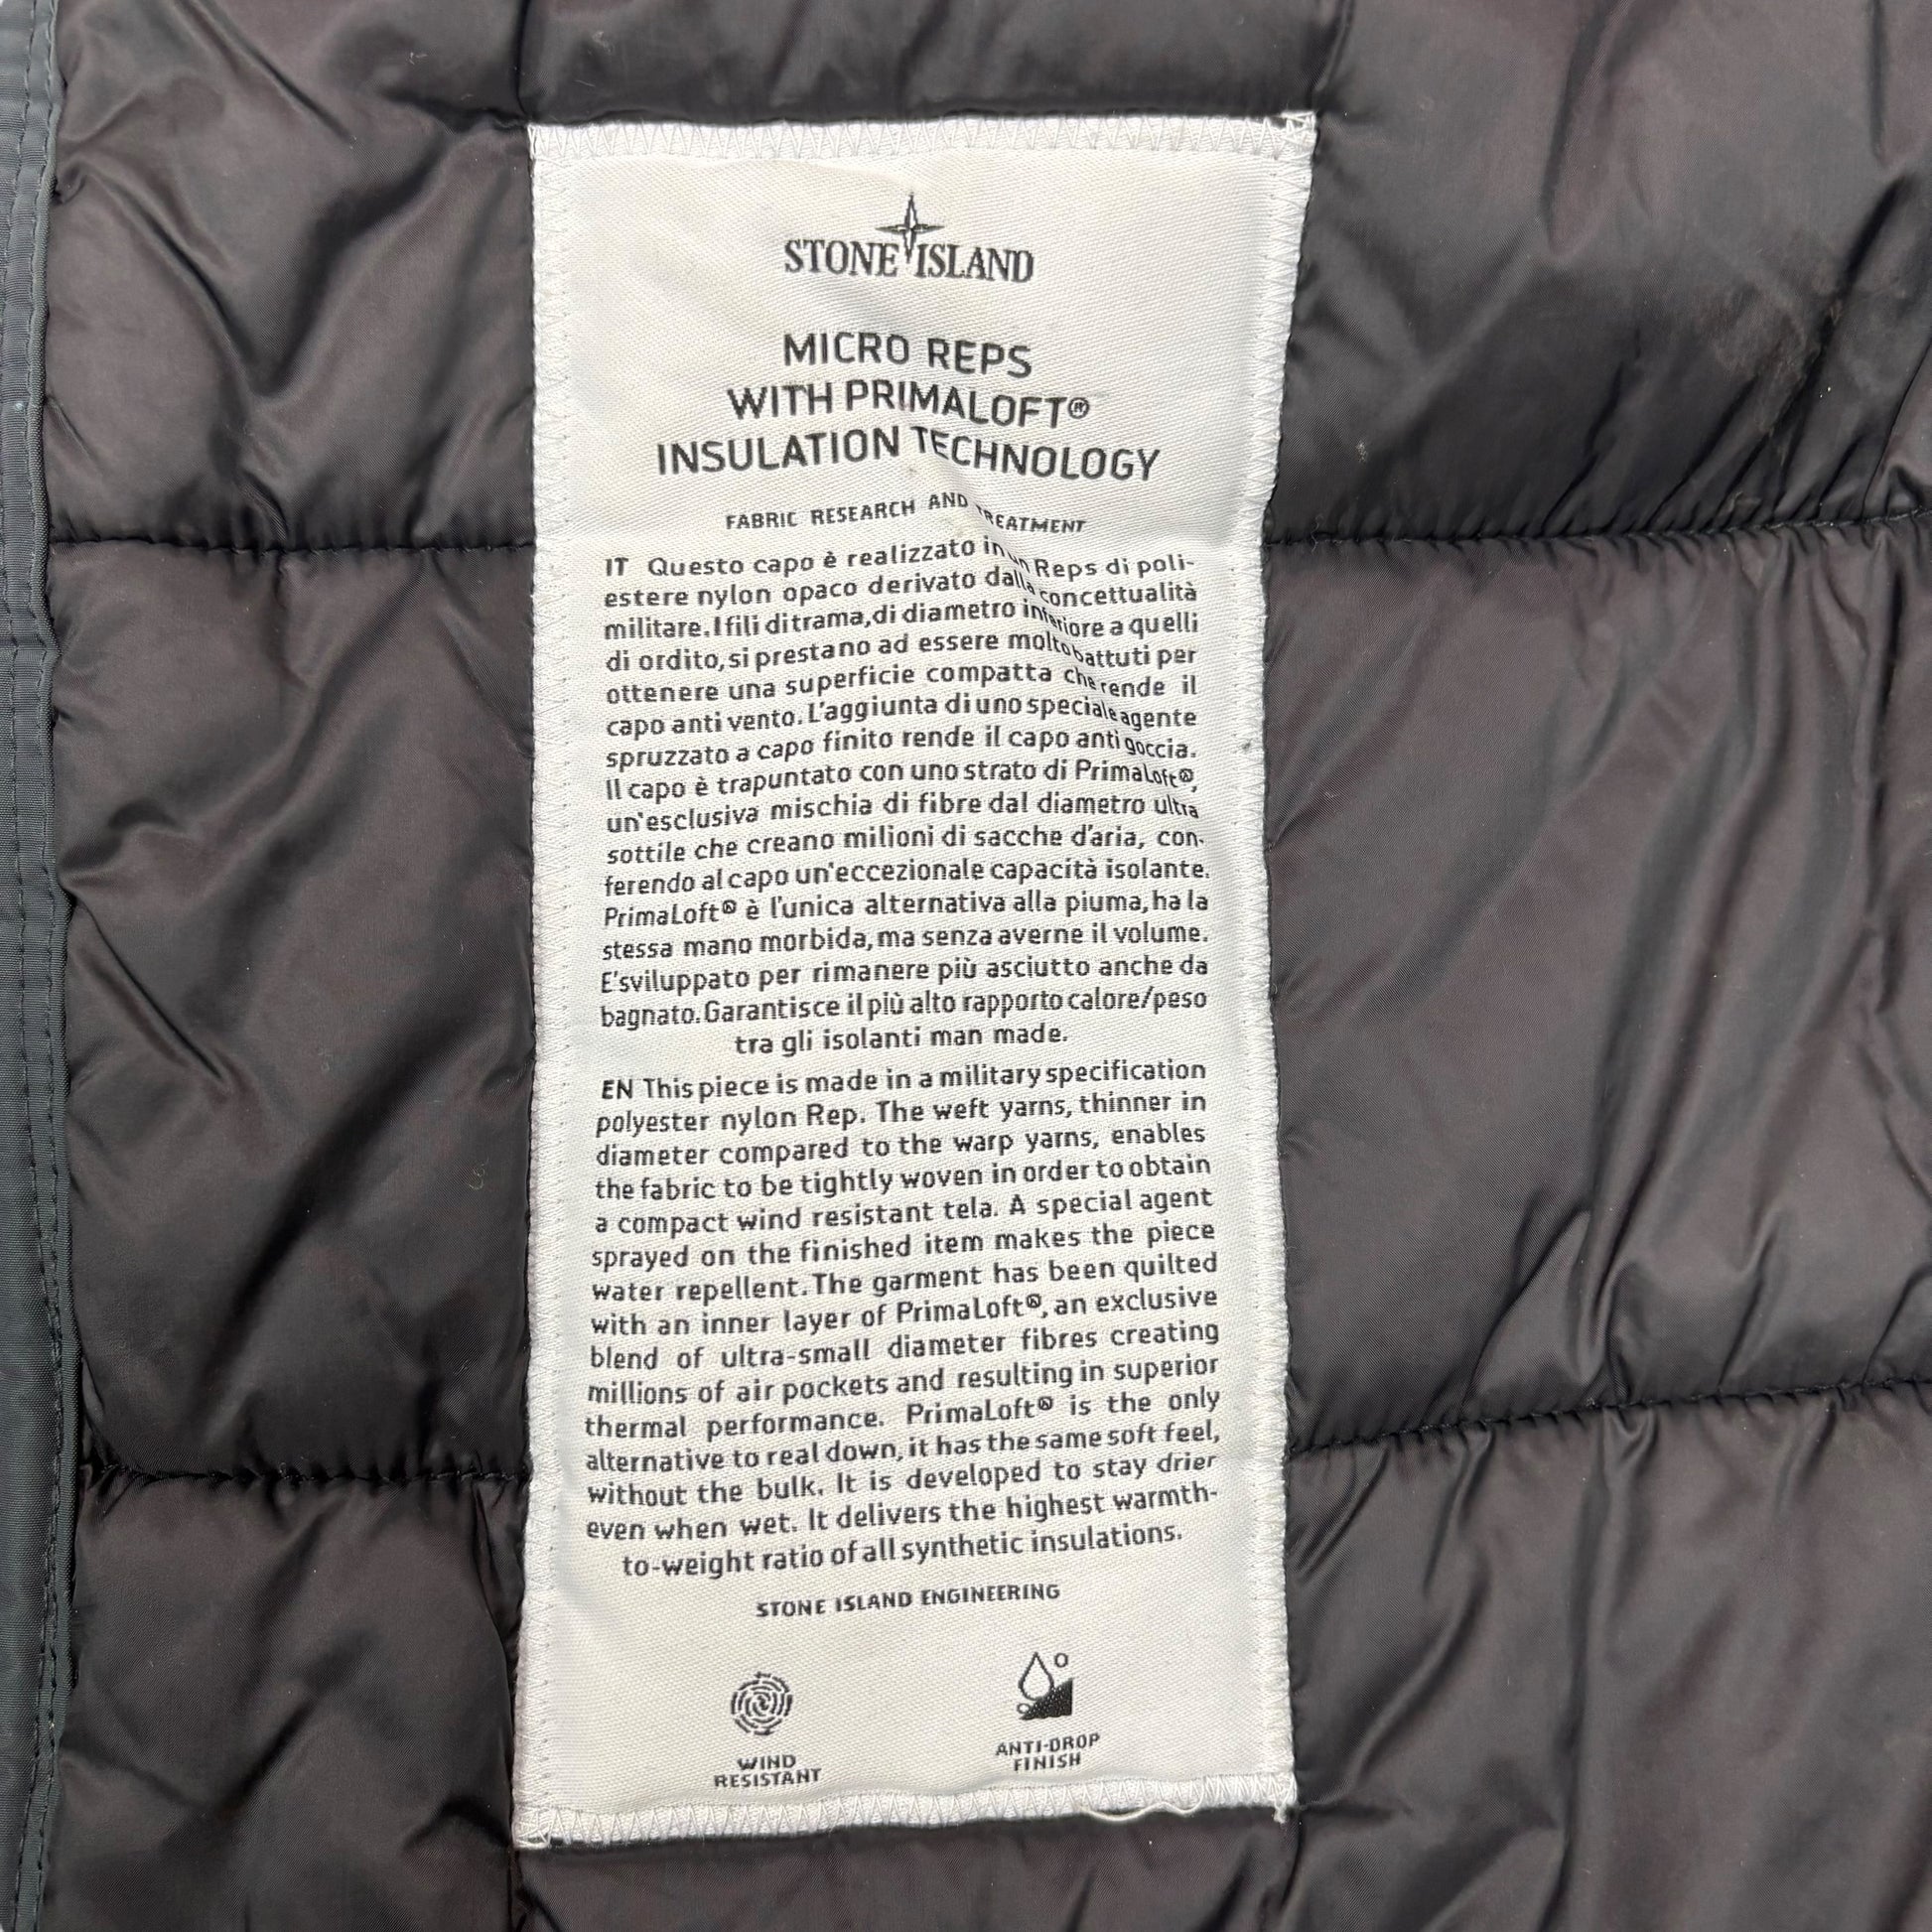 STONE ISLAND
MICRO REPS
WITH PRIMALOFT®
INSULATION TECHNOLOGY
FABRIC RESEARCH AND TREATMENT
IT Questo capo è realizzato in un Reps di poli-
estere nylon opaco derivato dalla concettualità
militare. I fili di trama, di diametro inferiore a quelli
di ordito, si prestano ad essere molto battuti per
ottenere una superficie compatta che rende il
capo anti vento. L'aggiunta di uno speciale agente
spruzzato a capo finito rende il capo anti goccia.
Il capo è trapuntato con uno strato di PrimaLoft®,
un'esclusiva mischia di fibre dal diametro ultra
sottile che creano milioni di sacche d'aria, con-
ferendo al capo un'eccezionale capacità isolante.
PrimaLoft® è l'unica alternativa alla piuma, ha la
stessa mano morbida, ma senza averne il volume.
E'sviluppato per rimanere più asciutto anche da
bagnato. Garantisce il più alto rapporto calore/peso
tra gli isolanti man made.
EN This piece is made in a military specification
polyester nylon Rep. The weft yarns, thinner in
diameter compared to the warp yarns, enables
the fabric to be tightly woven in order to obtain
a compact wind resistant tela. A special agent
sprayed on the finished item makes the piece
water repellent. The garment has been quilted
with an inner layer of PrimaLoft®, an exclusive
blend of ultra-small diameter fibres creating
millions of air pockets and resulting in superior
thermal performance. PrimaLoft® is the only
alternative to real down, it has the same soft feel,
without the bulk. It is developed to stay drier
even when wet. It delivers the highest warmth-
to-weight ratio of all synthetic insulations.
STONE ISLAND ENGINEERING
WIND
RESISTANT
ANTI-DROP
FINISH